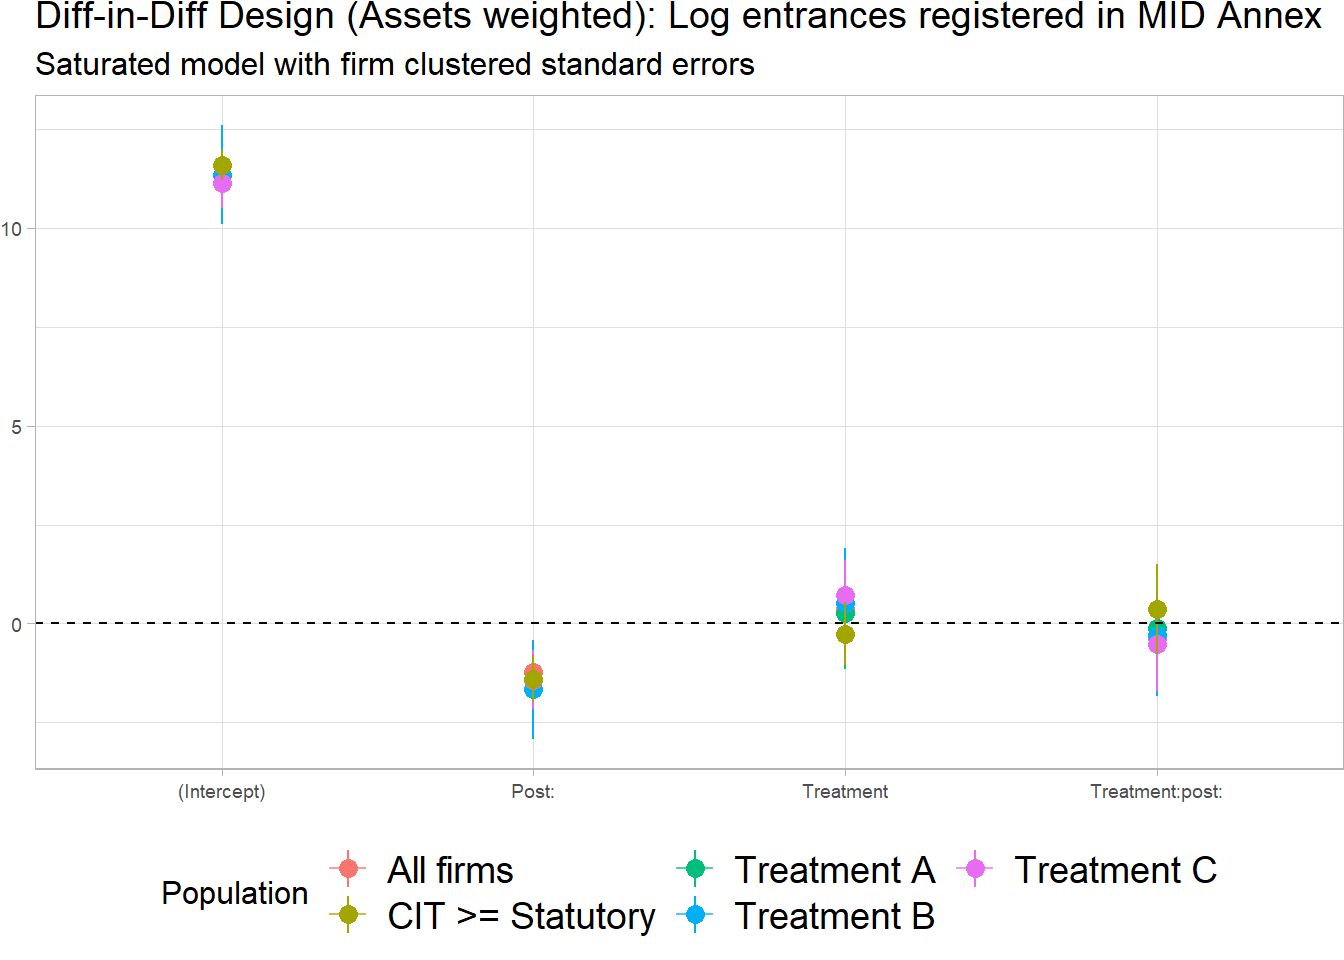 Diff-in-Diff Design (Assets weighted): Log entrances registered in MID Annex
Saturated model with firm clustered standard errors
10
5
0
(Intercept) Post: Treatment Treatment:post:
Population
All firms Treatment A Treatment C
CIT >= Statutory Treatment B